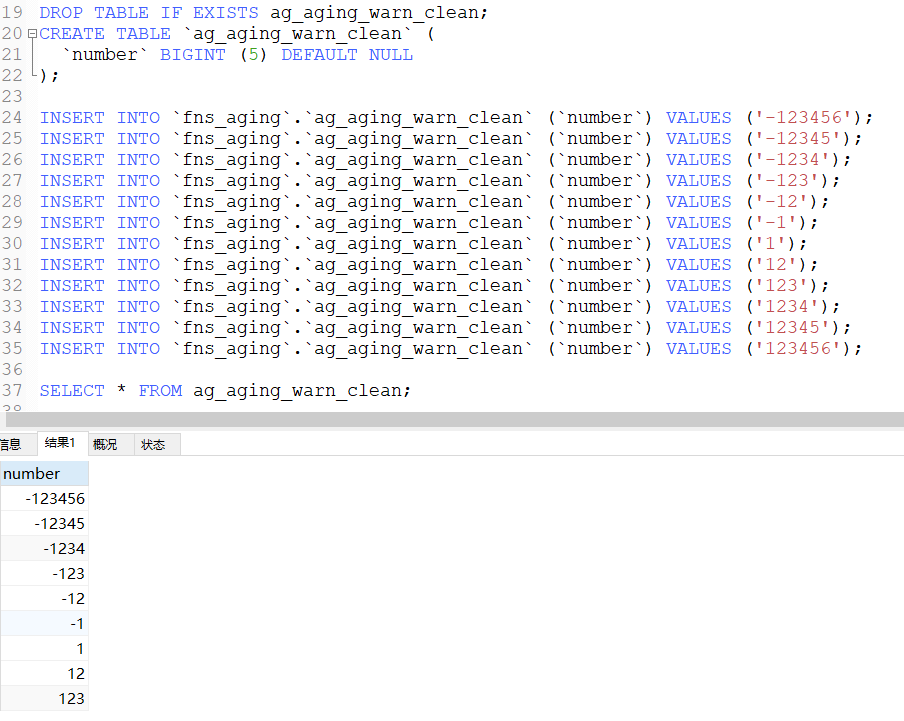 19 DROP TABLE IF EXISTS ag_aging_warn_clean;
20 CREATE TABLE `ag_aging_warn_clean` (
21 `number` BIGINT (5) DEFAULT NULL
22 );
23
24 INSERT INTO `fns_aging`.`ag_aging_warn_clean` (`number`) VALUES ('-123456');
25 INSERT INTO `fns_aging`.`ag_aging_warn_clean` (`number`) VALUES ('-12345');
26 INSERT INTO `fns_aging`.`ag_aging_warn_clean` (`number`) VALUES ('-1234');
27 INSERT INTO `fns_aging`.`ag_aging_warn_clean` (`number`) VALUES ('-123');
28 INSERT INTO `fns_aging`.`ag_aging_warn_clean` (`number`) VALUES ('-12');
29 INSERT INTO `fns_aging`.`ag_aging_warn_clean` (`number`) VALUES ('-1');
30 INSERT INTO `fns_aging`.`ag_aging_warn_clean` (`number`) VALUES ('1');
31 INSERT INTO `fns_aging`.`ag_aging_warn_clean` (`number`) VALUES ('12');
32 INSERT INTO `fns_aging`.`ag_aging_warn_clean` (`number`) VALUES ('123');
33 INSERT INTO `fns_aging`.`ag_aging_warn_clean` (`number`) VALUES ('1234');
34 INSERT INTO `fns_aging`.`ag_aging_warn_clean` (`number`) VALUES ('12345');
35 INSERT INTO `fns_aging`.`ag_aging_warn_clean` (`number`) VALUES ('123456');
36
37 SELECT * FROM ag_aging_warn_clean;
38
信息 结果1 概况 状态
number
-123456
-12345
-1234
-123
-12
-1
1
12
123